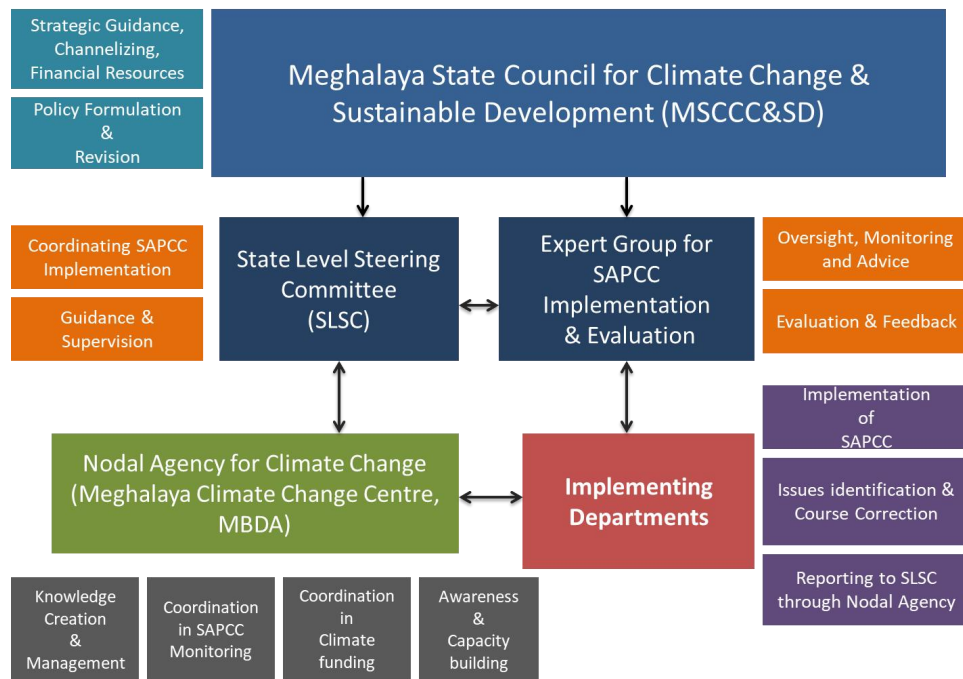 Strategic Guidance,
Channelizing,
Financial Resources
Policy Formulation
&
Revision
Meghalaya State Council for Climate Change &
Sustainable Development (MSCCC&SD)
Coordinating SAPCC
Implementation
Guidance &
Supervision
State Level Steering
Committee
(SLSC)
Expert Group for
SAPCC
Implementation
& Evaluation
Oversight, Monitoring
and Advice
Evaluation & Feedback
Nodal Agency for Climate Change
(Meghalaya Climate Change Centre,
MBDA)
Implementing
Departments
Implementation
of
SAPCC
Issues identification &
Course Correction
Reporting to SLSC
through Nodal Agency
Knowledge
Creation
&
Management
Coordination
in SAPCC
Monitoring
Coordination
in
Climate
funding
Awareness
&
Capacity
building